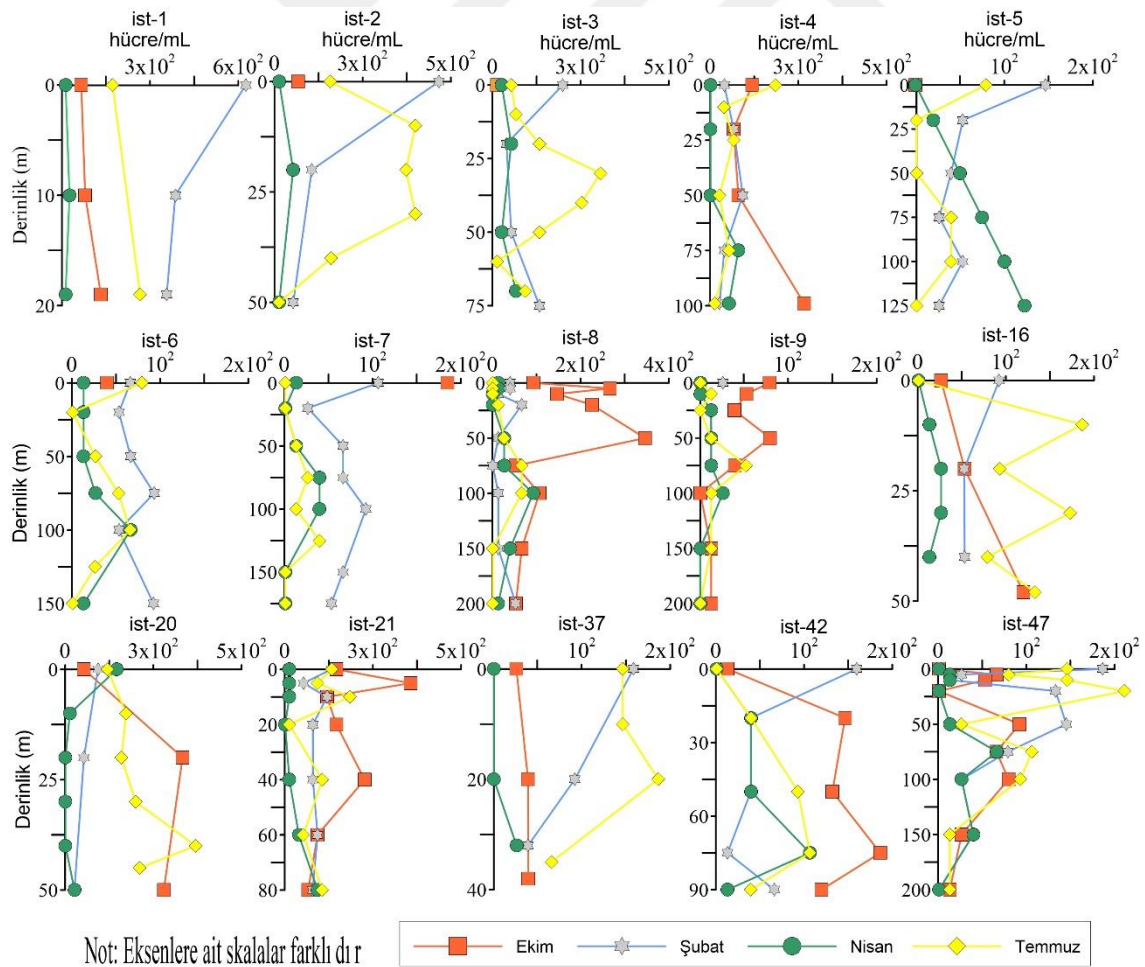 ist-1
hücre/mL
3x10²
6x10²
Derinlik (m)
0
10
20
ist-2
hücre/mL
0
3x10²
5x10²
0
25
50
ist-3
hücre/mL
0
3x10²
5x10²
0
25
50
75
ist-4
hücre/mL
0
3x10²
5x10²
0
25
50
75
100
ist-5
0
10²
2x10²
0
25
50
75
100
125
ist-6
0
10²
2x10²
Derinlik (m)
0
50
100
150
ist-7
0
10²
2x10²
0
50
100
150
ist-8
0
2x10²
4x10²
0
50
100
150
200
ist-9
0
10²
2x10²
0
50
100
150
200
ist-16
0
10²
2x10²
0
25
50
ist-20
0
3x10²
5x10²
Derinlik (m)
0
25
50
ist-21
0
3x10²
5x10²
0
20
40
60
80
ist-37
0
10²
2x10²
0
20
40
ist-42
0
10²
2x10²
0
30
60
90
ist-47
0
10²
2x10²
0
50
100
150
200
Not: Eksenlere ait skalalar farklı dı r
Ekim
Şubat
Nisan
Temmuz